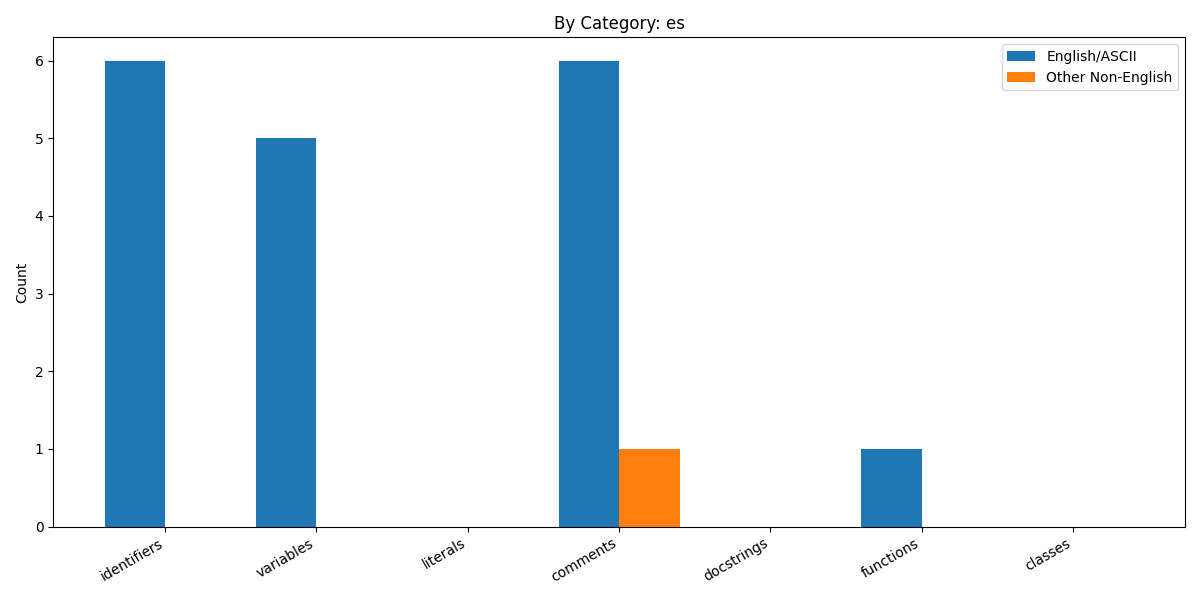 By Category: es
English/ASCII
Other Non-English
Count
6
5
4
3
2
1
0
identifiers
variables
literals
comments
docstrings
functions
classes